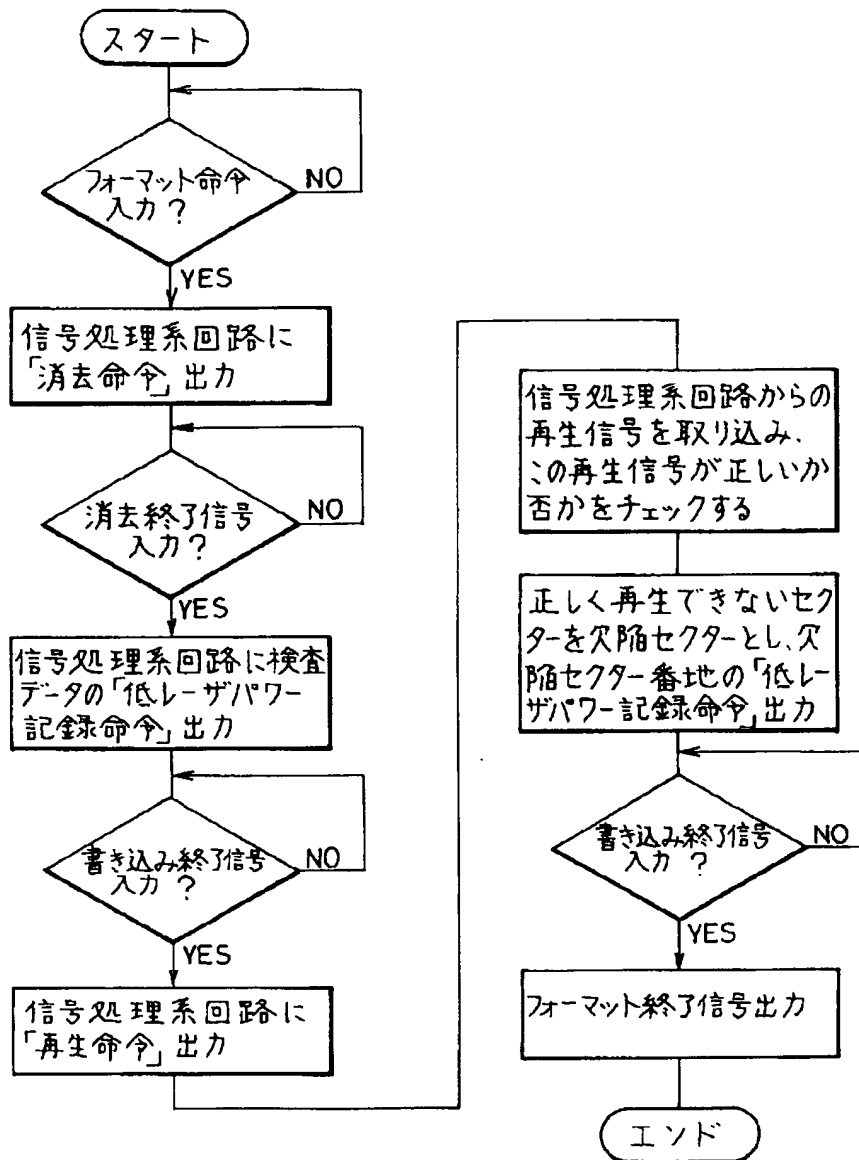 スタート
フォーマット命令
入力?
NO
YES
信号処理系回路に
「消去命令」出力
消去終了信号
入力?
NO
YES
信号処理系回路に検査
データの「低レーザパワー
記録命令」出力
書き込み終了信号
入力?
NO
YES
信号処理系回路に
「再生命令」出力
信号処理系回路からの
再生信号を取り込み、
この再生信号が正しいか
否かをチェックする
正しく再生できないセク
ターを欠陥セクターとし、欠
陥セクター番地の「低レー
ザパワー記録命令」出力
書き込み終了信号
入力?
NO
YES
フォーマット終了信号出力
エンド